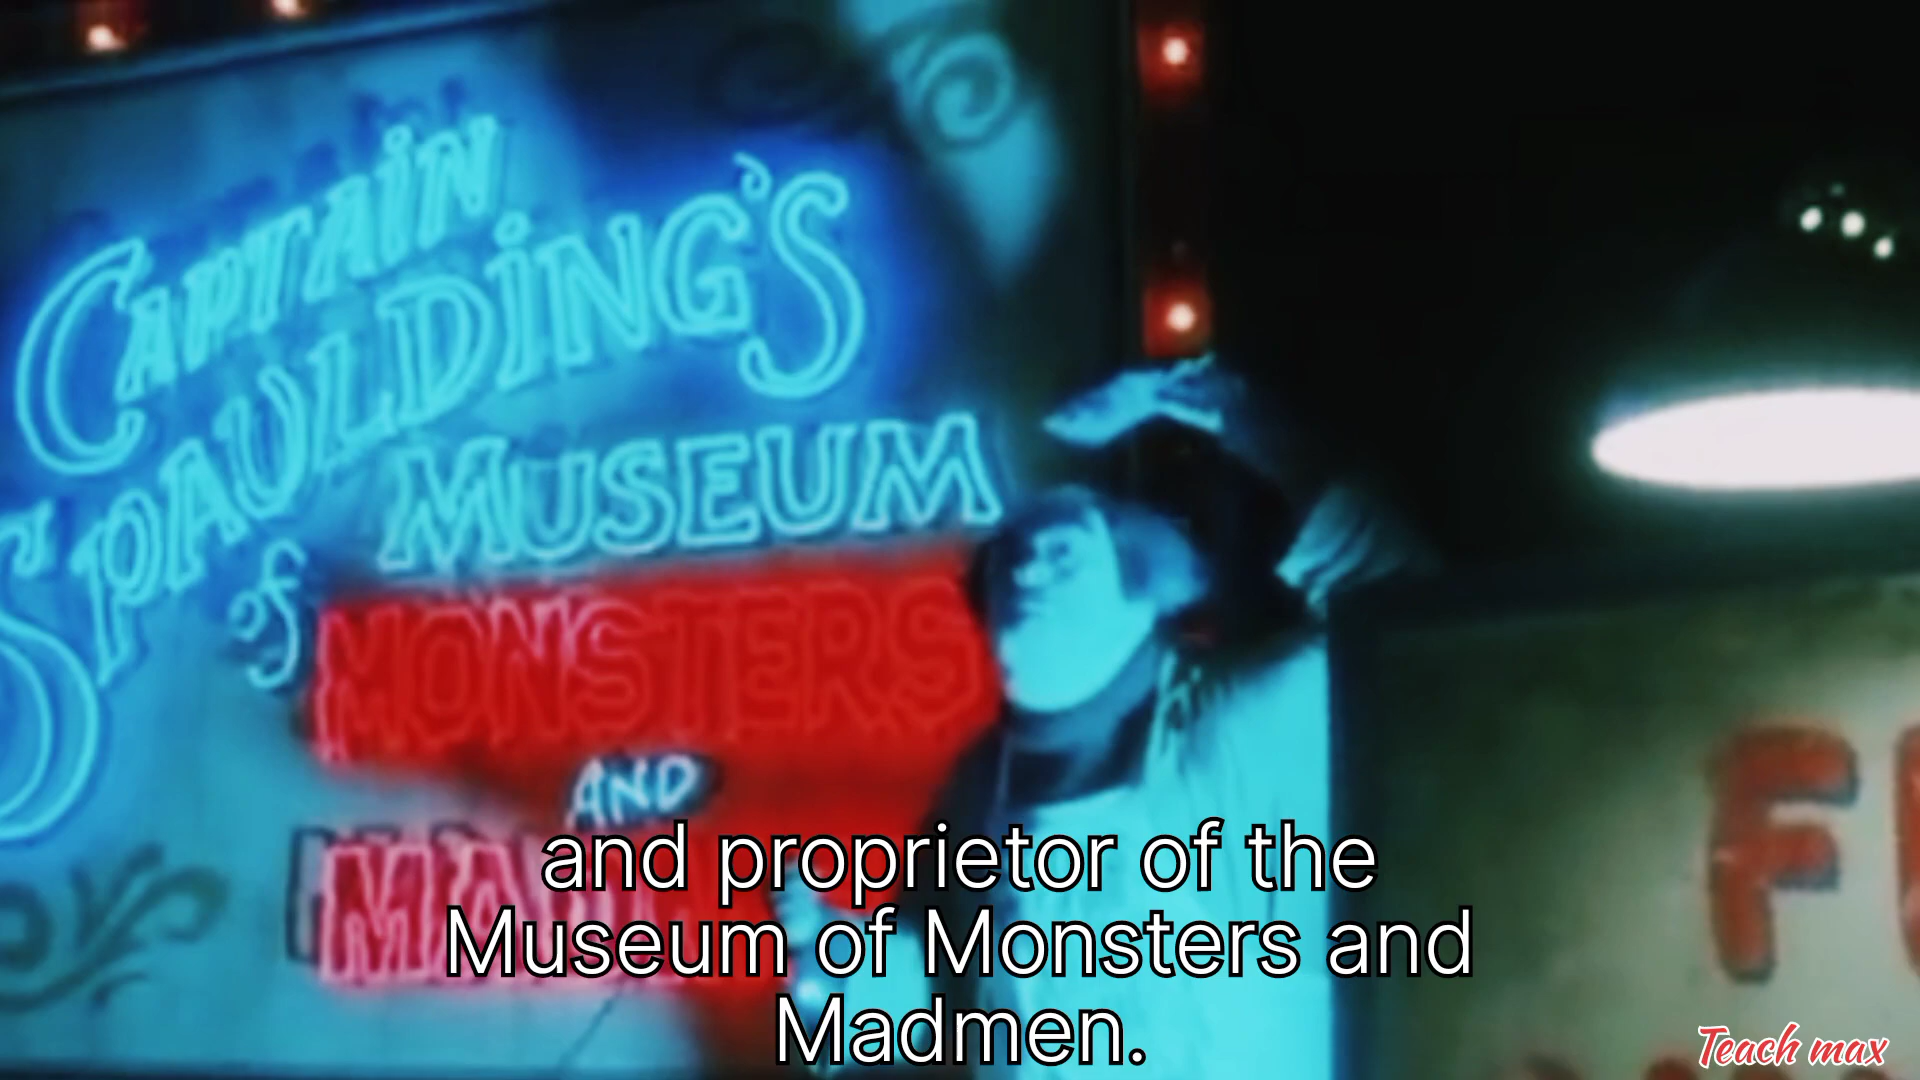 CAPTAIN
SPAULDING'S
MUSEUM
of
MONSTERS
AND
and proprietor of the
Museum of Monsters and
Madmen.
Teach max